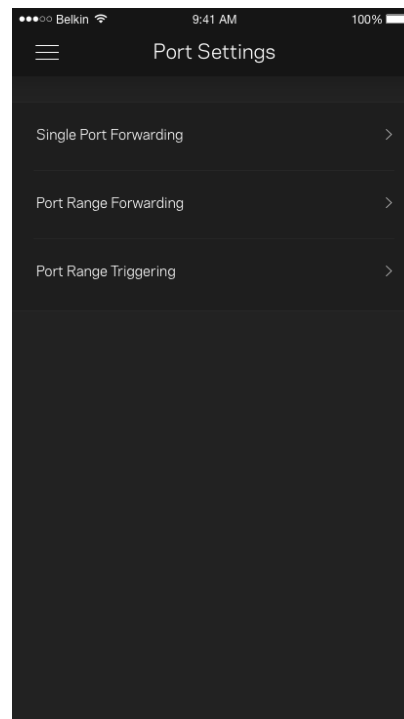 Belkin 9:41 AM 100%
Port Settings
Single Port Forwarding
Port Range Forwarding
Port Range Triggering